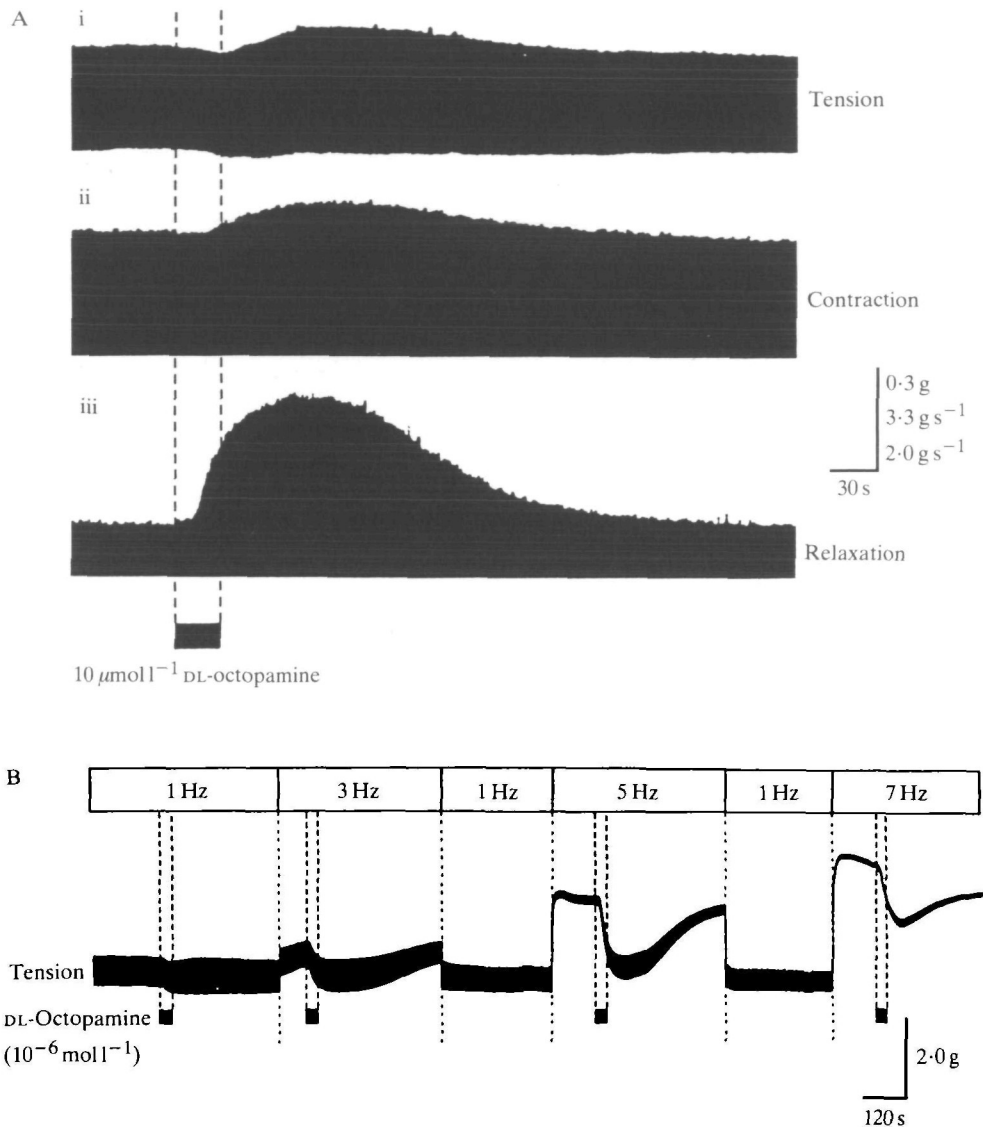 A
i
Tension
ii
Contraction
0·3 g
3·3 g s⁻¹
2·0 g s⁻¹
30 s
iii
Relaxation
10 μmol l⁻¹ DL-octopamine
B
1 Hz 3 Hz 1 Hz 5 Hz 1 Hz 7 Hz
Tension
DL-Octopamine
(10⁻⁶ mol l⁻¹)
2·0 g
120 s